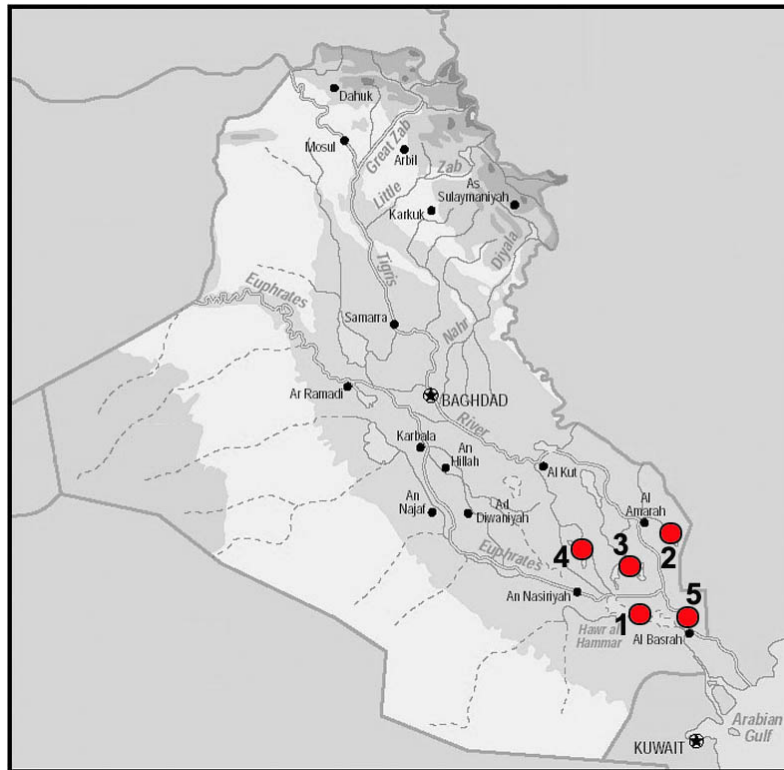 Dahuk
Mosul
Great Zab
Arbil
Little
Zab
As
Sulaymaniyah
Karkuk
Diyala
Tigris
Euphrates
Samarra
Nahr
Ar Ramadi
BAGHDAD
River
Karbala
An
Hillah
Al Kut
An
Najaf
Ad
Diwaniyah
Al
Amarah
4
3
2
Euphrates
An Nasiriyah
5
1
Hawr al
Hammar
Al Basrah
Arabian
Gulf
KUWAIT